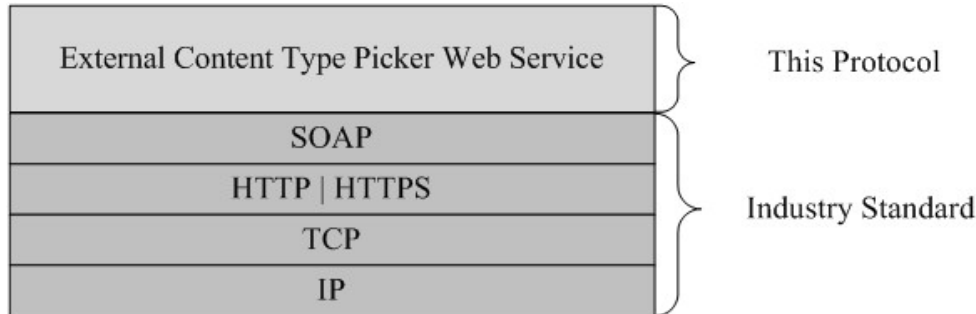 External Content Type Picker Web Service
This Protocol
SOAP
HTTP | HTTPS
Industry Standard
TCP
IP